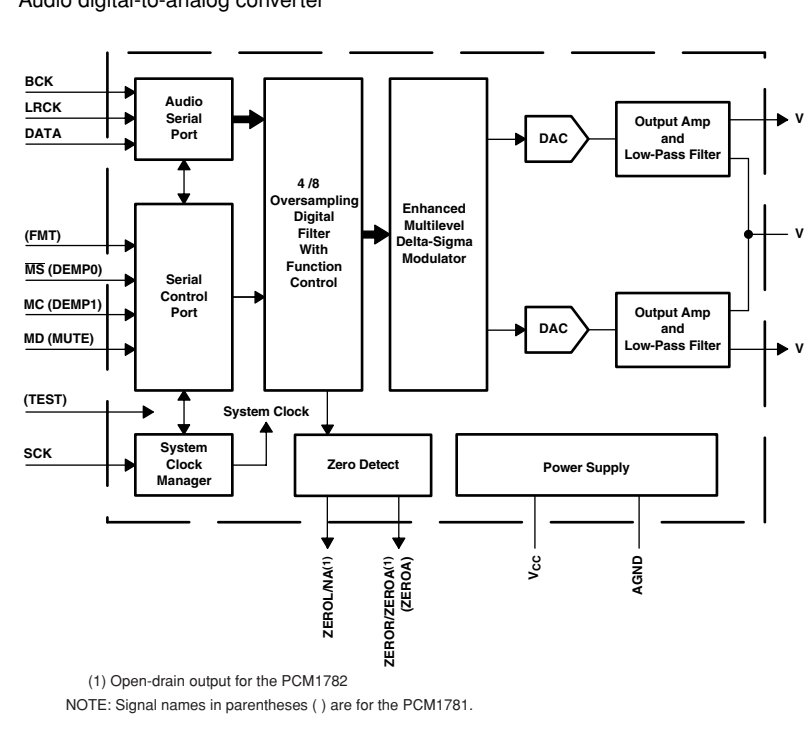 Audio digital-to-analog converter
BCK
LRCK
DATA
Audio
Serial
Port
(FMT)
MS (DEMP0)
MC (DEMP1)
MD (MUTE)
Serial
Control
Port
(TEST)
SCK
System
Clock
Manager
System Clock
4 /8
Oversampling
Digital
Filter
With
Function
Control
Enhanced
Multilevel
Delta-Sigma
Modulator
DAC
Output Amp
and
Low-Pass Filter
V
V
DAC
Output Amp
and
Low-Pass Filter
V
Zero Detect
Power Supply
ZEROL/NA(1)
ZEROR/ZEROA(1)
(ZEROA)
VCC
AGND
(1) Open-drain output for the PCM1782
NOTE: Signal names in parentheses ( ) are for the PCM1781.